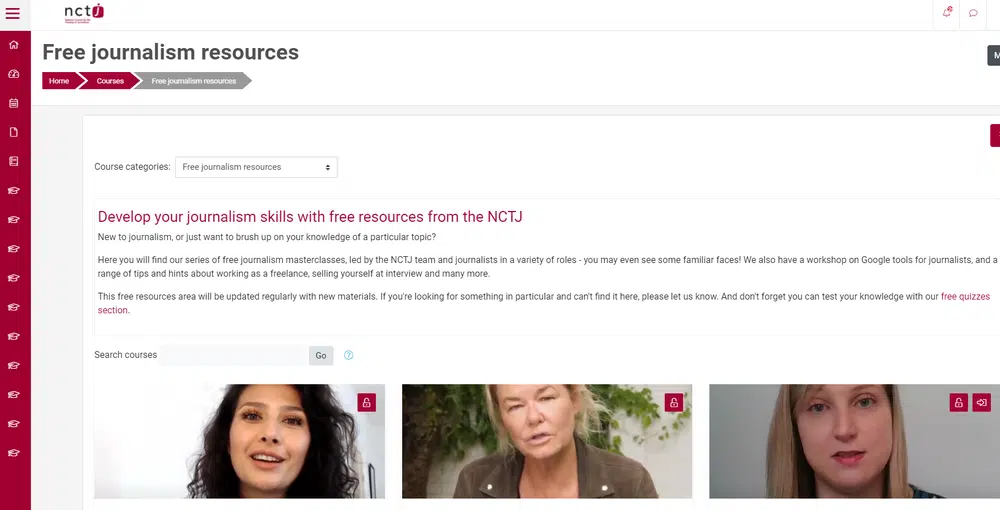 nctj
Free journalism resources
M
Home
Courses
Free journalism resources
Course categories:
Free journalism resources
Develop your journalism skills with free resources from the NCTJ
New to journalism, or just want to brush up on your knowledge of a particular topic?
Here you will find our series of free journalism masterclasses, led by the NCTJ team and journalists in a variety of roles - you may even see some familiar faces! We also have a workshop on Google tools for journalists, and a
range of tips and hints about working as a freelance, selling yourself at interview and many more.
This free resources area will be updated regularly with new materials. If you're looking for something in particular and can't find it here, please let us know. And don't forget you can test your knowledge with our free quizzes
section.
Search courses
Go